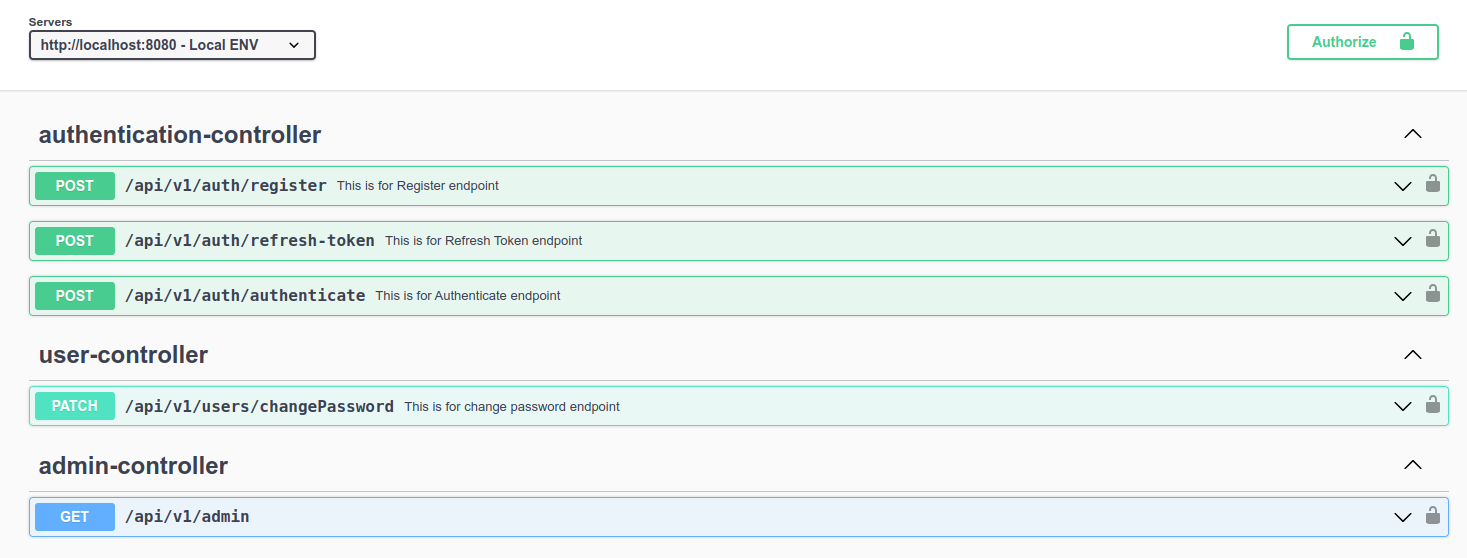 Servers
http://localhost:8080 - Local ENV
Authorize
authentication-controller
POST /api/v1/auth/register This is for Register endpoint
POST /api/v1/auth/refresh-token This is for Refresh Token endpoint
POST /api/v1/auth/authenticate This is for Authenticate endpoint
user-controller
PATCH /api/v1/users/changePassword This is for change password endpoint
admin-controller
GET /api/v1/admin